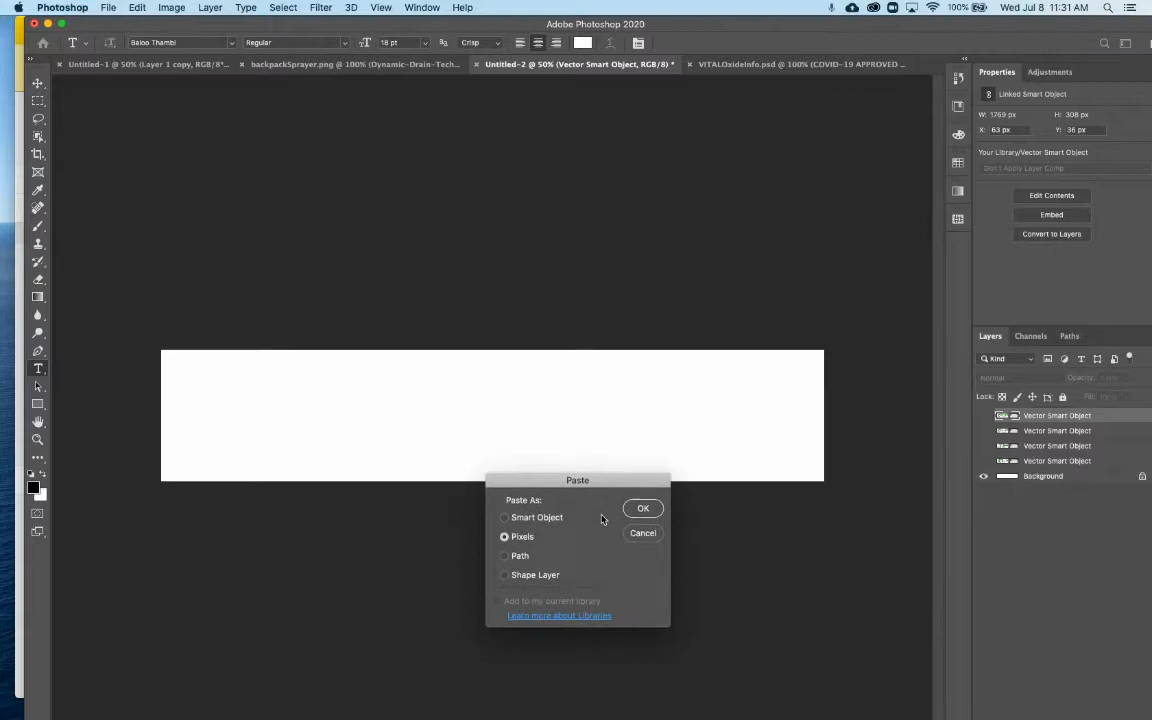 Photoshop File Edit Image Layer Type Select Filter 3D View Window Help 100% Wed Jul 8 11:31 AM
Adobe Photoshop 2020
Baloo Thambi Regular 18 pt Crisp
Untitled-1 @ 50% (Layer 1 copy, RGB/8*... backpackSprayer.png @ 100% (Dynamic-Drain-Tech... Untitled-2 @ 50% (Vector Smart Object, RGB/8) * VITALOxideInfo.psd @ 100% (COVID-19 APPROVED ...
Properties Adjustments
Linked Smart Object
W: 1769 px H: 308 px
X: 63 px Y: 36 px
Your Library/Vector Smart Object
Don't Apply Layer Comp
Edit Contents
Embed
Convert to Layers
Layers Channels Paths
Kind
Normal Opacity:
Lock: Fill:
Vector Smart Object
Vector Smart Object
Vector Smart Object
Vector Smart Object
Background
Paste
Paste As:
Smart Object
Pixels
Path
Shape Layer
OK
Cancel
Add to my current library
Learn more about Libraries